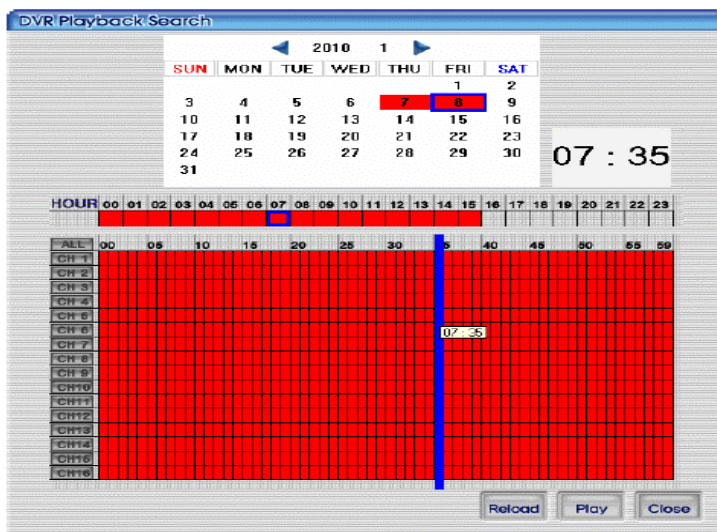 DVR Playback Search
2010 1
SUN MON TUE WED THU FRI SAT
1 2
3 4 5 6 7 8 9
10 11 12 13 14 15 16
17 18 19 20 21 22 23
24 25 26 27 28 29 30
31
07 : 35
HOUR 00 01 02 03 04 05 06 07 08 09 10 11 12 13 14 15 16 17 18 19 20 21 22 23
ALL 00 05 10 15 20 25 30 5 40 45 50 55 59
CH 1
CH 2
CH 3
CH 4
CH 5
CH 6
07 : 35
CH 7
CH 8
CH 9
CH10
CH11
CH12
CH13
CH14
CH15
CH16
Reload Play Close